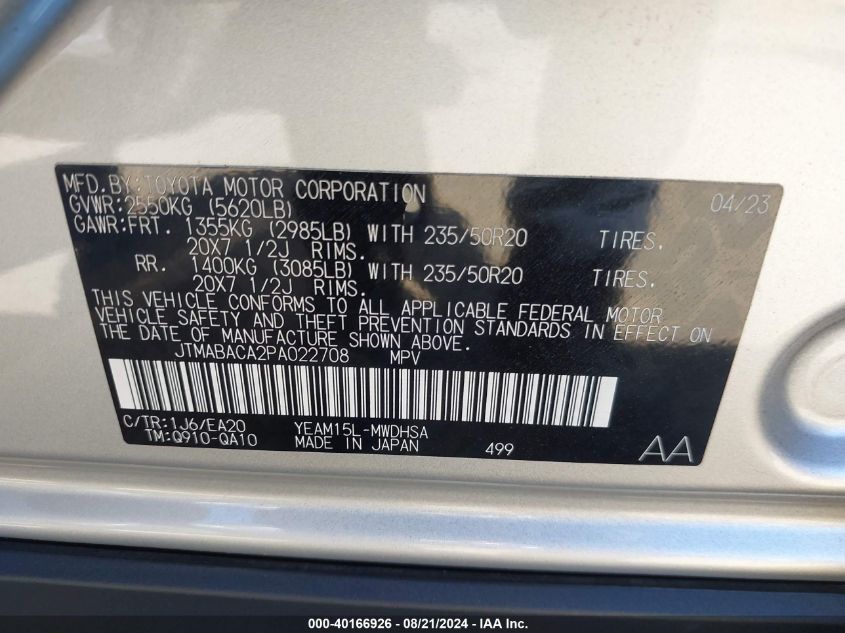 MFD.BY:TOYOTA MOTOR CORPORATION 04/23
GVWR:2550KG (5620LB)
GAWR:FRT. 1355KG (2985LB) WITH 235/50R20 TIRES.
20X7 1/2J RIMS.
RR. 1400KG (3085LB) WITH 235/50R20 TIRES.
20X7 1/2J RIMS.
THIS VEHICLE CONFORMS TO ALL APPLICABLE FEDERAL MOTOR
VEHICLE SAFETY AND THEFT PREVENTION STANDARDS IN EFFECT ON
THE DATE OF MANUFACTURE SHOWN ABOVE.
JTMABACA2PA022708 MPV
C/TR:1J6/EA20 YEAM15L-MWDHSA
TM:Q910-QA10 MADE IN JAPAN 499 AA
000-40166926 - 08/21/2024 - IAA Inc.